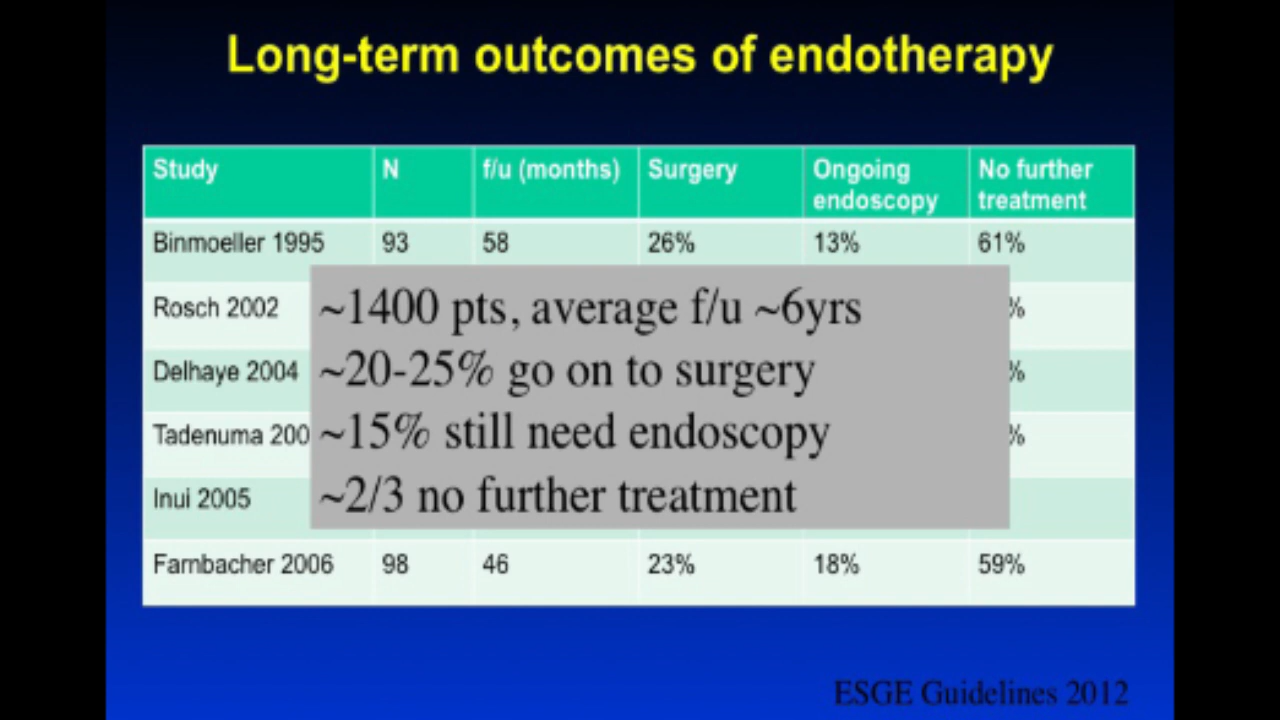 Long-term outcomes of endotherapy
Study N f/u (months) Surgery Ongoing endoscopy No further treatment
Binmoeller 1995 93 58 26% 13% 61%
Rosch 2002 %
Delhaye 2004 %
Tadenuma 200 %
Inui 2005
Farnbacher 2006 98 46 23% 18% 59%
~1400 pts, average f/u ~6yrs
~20-25% go on to surgery
~15% still need endoscopy
~2/3 no further treatment
ESGE Guidelines 2012